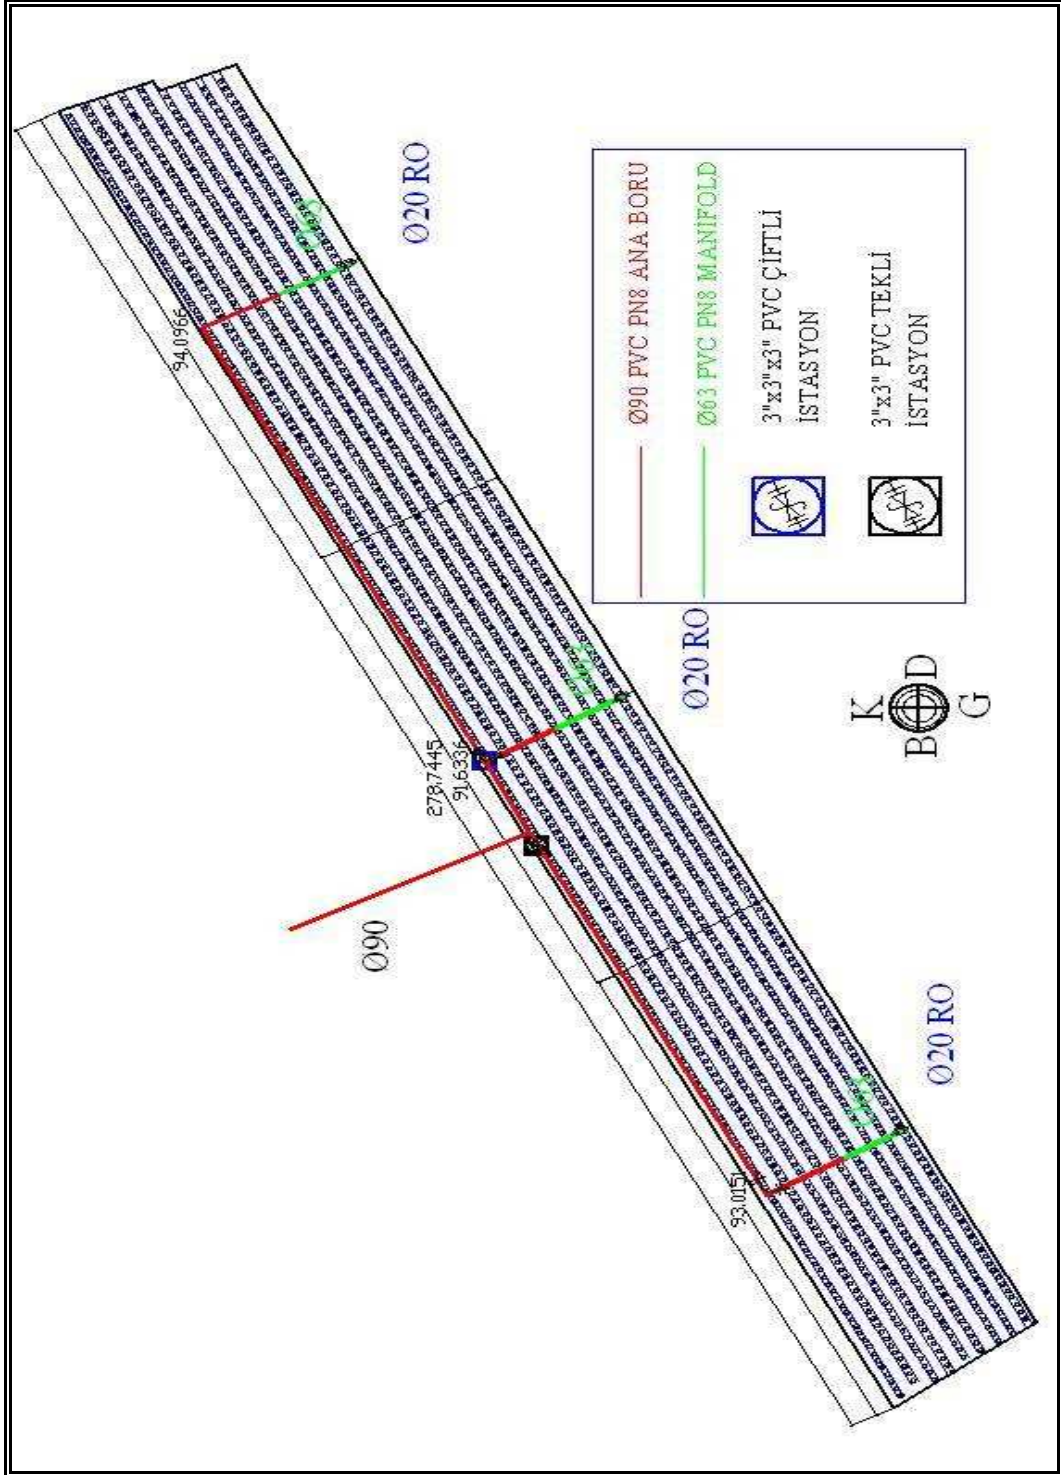 94.0966
Ø63
Ø20 RO
278.7445
91.6336
Ø63
Ø20 RO
Ø90
93.0151
Ø63
Ø20 RO
Ø90 PVC PN8 ANA BORU
Ø63 PVC PN8 MANİFOLD
3"x3"x3" PVC ÇİFTLİ
İSTASYON
3"x3" PVC TEKLİ
İSTASYON
K
B D
G